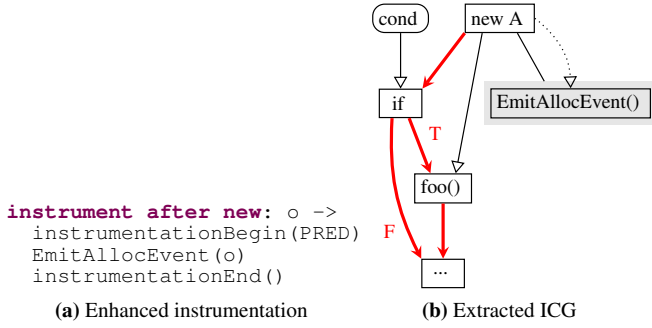 cond
new A
if
EmitAllocEvent()
T
foo()
F
...
instrument after new: o ->
instrumentationBegin(PRED)
EmitAllocEvent(o)
instrumentationEnd()
(a) Enhanced instrumentation
(b) Extracted ICG